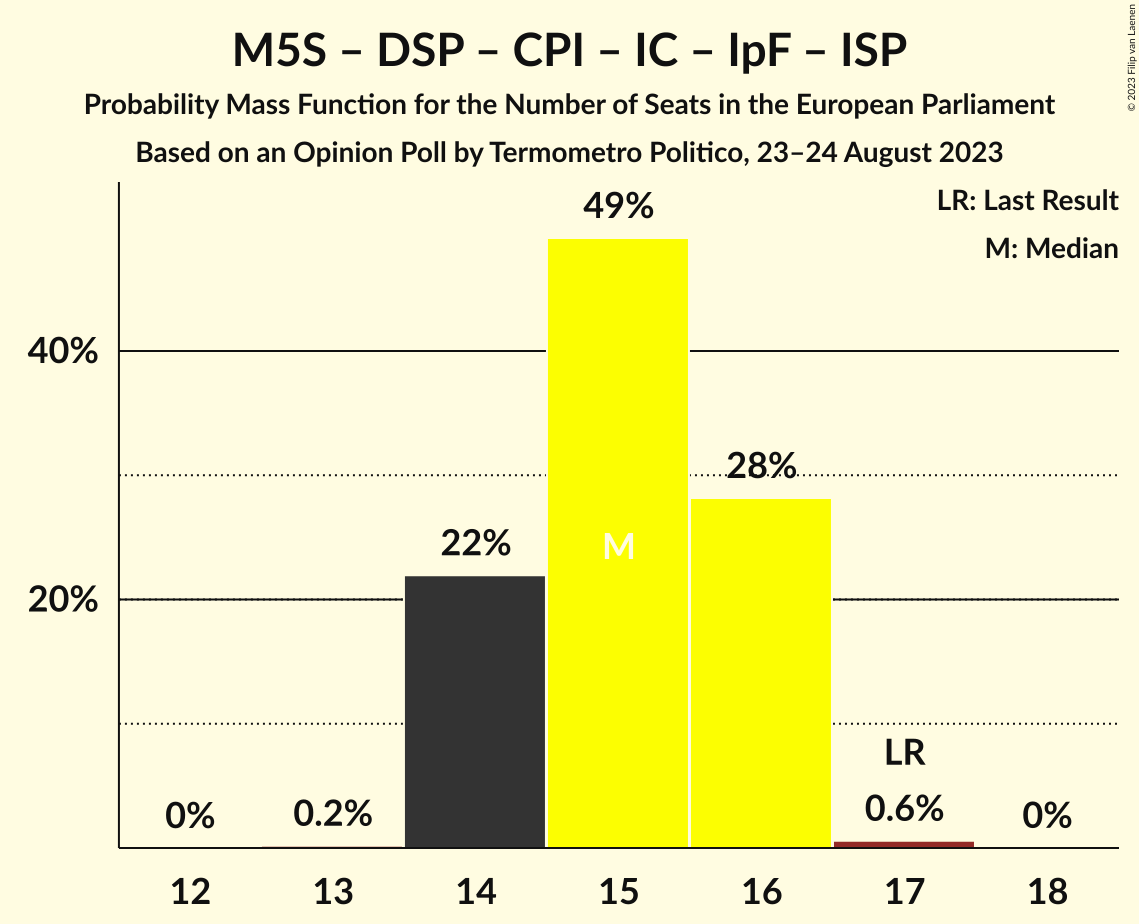 M5S – DSP – CPI – IC – IpF – ISP
Probability Mass Function for the Number of Seats in the European Parliament
Based on an Opinion Poll by Termometro Politico, 23–24 August 2023
© 2023 Filip van Laenen
LR: Last Result
M: Median
49%
40%
28%
22%
M
20%
LR
0% 0.2% 0.6% 0%
12 13 14 15 16 17 18